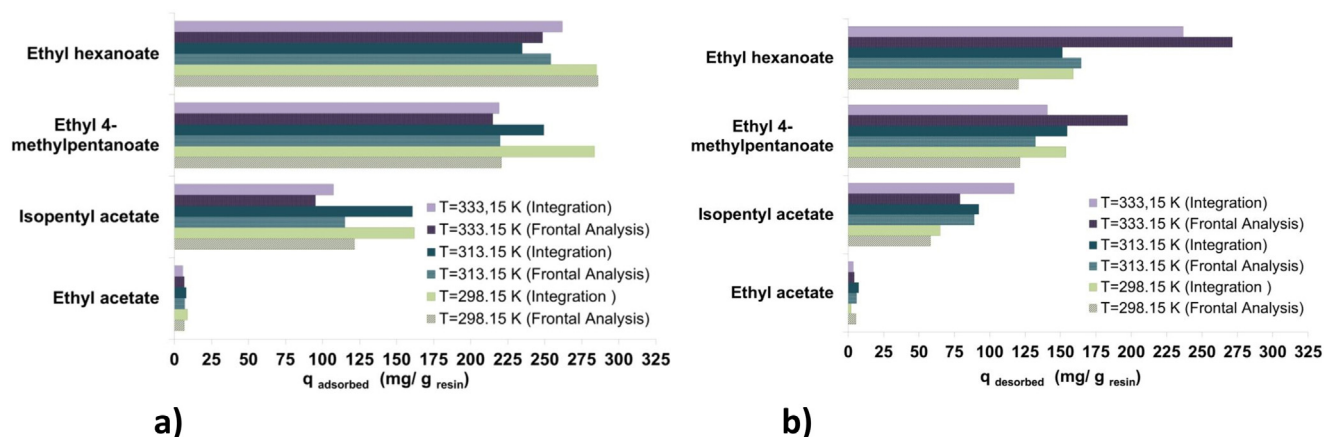 Ethyl hexanoate
Ethyl 4-
methylpentanoate
Isopentyl acetate
Ethyl acetate
T=333,15 K (Integration)
T=333.15 K (Frontal Analysis)
T=313.15 K (Integration)
T=313.15 K (Frontal Analysis)
T=298.15 K (Integration )
T=298.15 K (Frontal Analysis)
0 25 50 75 100 125 150 175 200 225 250 275 300 325
q adsorbed (mg/ g resin)
a)
Ethyl hexanoate
Ethyl 4-
methylpentanoate
Isopentyl acetate
Ethyl acetate
T=333,15 K (Integration)
T=333.15 K (Frontal Analysis)
T=313.15 K (Integration)
T=313.15 K (Frontal Analysis)
T=298.15 K (Integration )
T=298.15 K (Frontal Analysis)
0 25 50 75 100 125 150 175 200 225 250 275 300 325
q desorbed (mg/ g resin)
b)